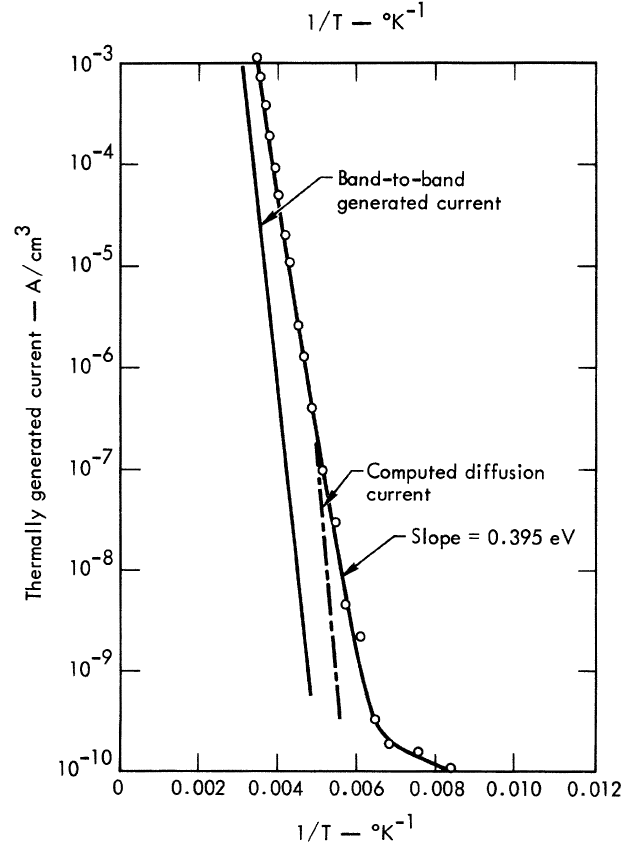 1/T — °K⁻¹
10⁻³
10⁻⁴
10⁻⁵
10⁻⁶
10⁻⁷
10⁻⁸
10⁻⁹
10⁻¹⁰
Thermally generated current — A/cm³
Band-to-band
generated current
Computed diffusion
current
Slope = 0.395 eV
0 0.002 0.004 0.006 0.008 0.010 0.012
1/T — °K⁻¹